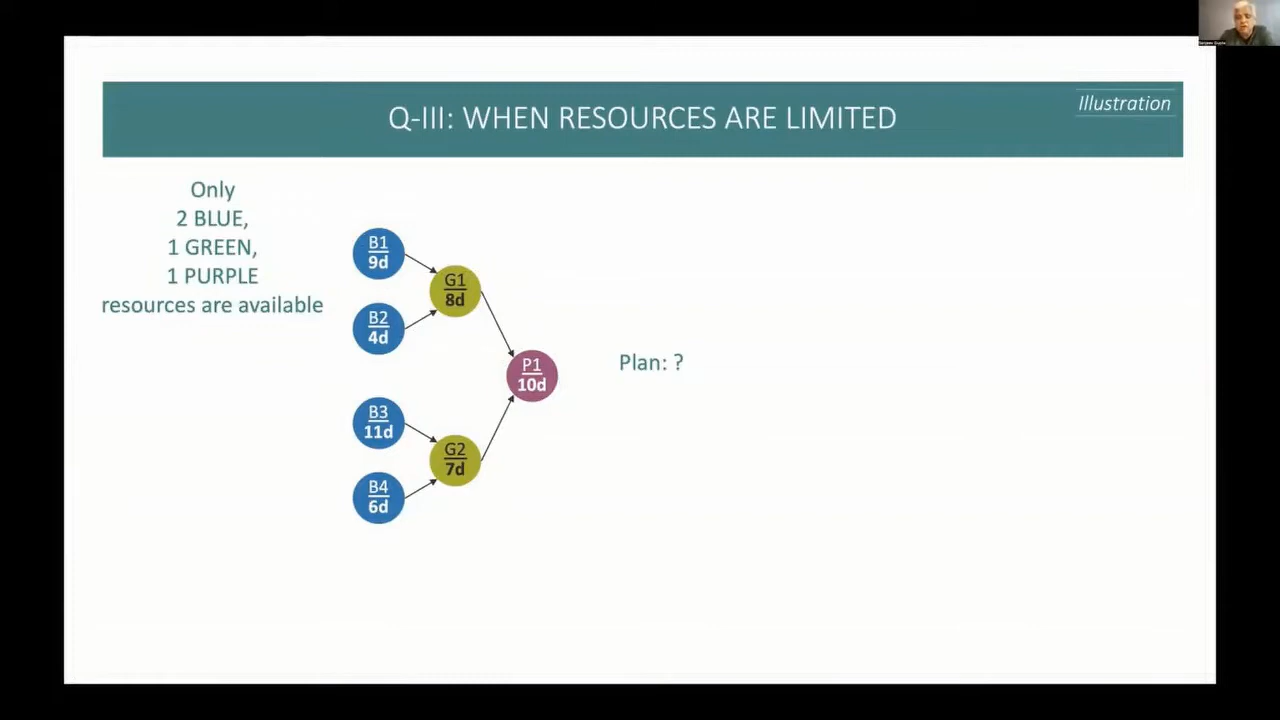 Illustration
Q-III: WHEN RESOURCES ARE LIMITED
Only
2 BLUE,
1 GREEN,
1 PURPLE
resources are available
B1
9d
G1
8d
B2
4d
P1
10d
Plan: ?
B3
11d
G2
7d
B4
6d